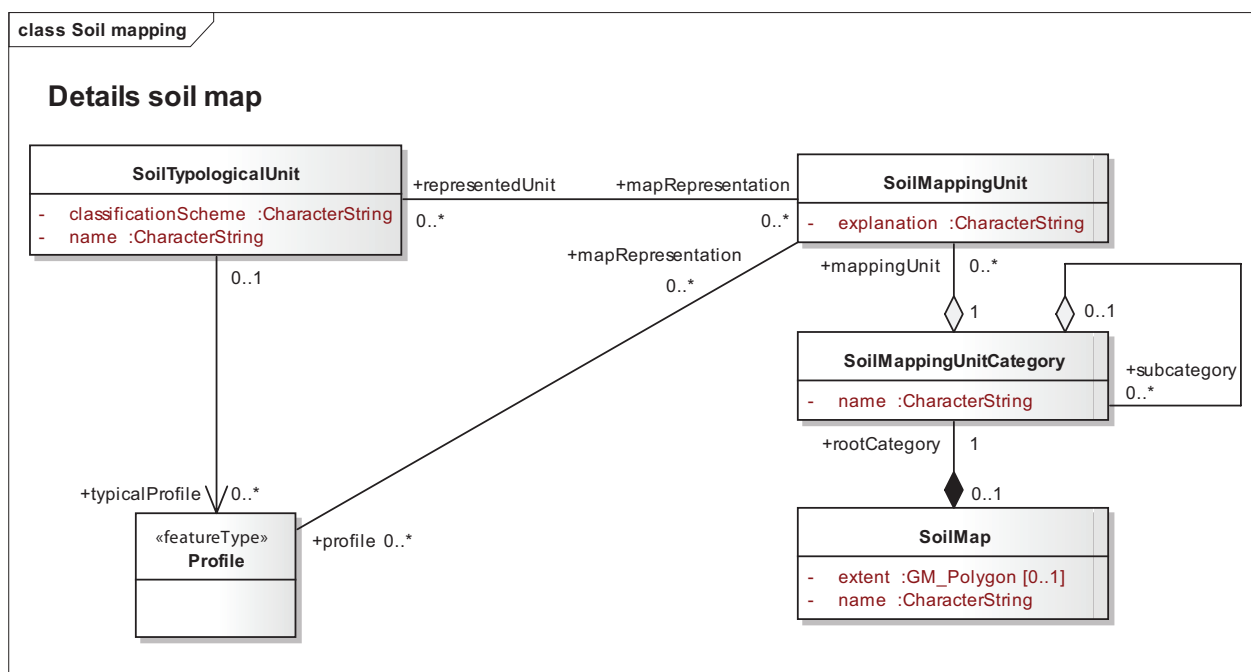 class Soil mapping
Details soil map
SoilTypologicalUnit
- classificationScheme :CharacterString
- name :CharacterString
+representedUnit
0..*
+mapRepresentation
0..*
SoilMappingUnit
- explanation :CharacterString
0..1
+mapRepresentation
0..*
+mappingUnit
0..*
1
0..1
SoilMappingUnitCategory
- name :CharacterString
+subcategory
0..*
+rootCategory
1
0..1
+typicalProfile
0..*
«featureType»
Profile
+profile 0..*
SoilMap
- extent :GM_Polygon [0..1]
- name :CharacterString